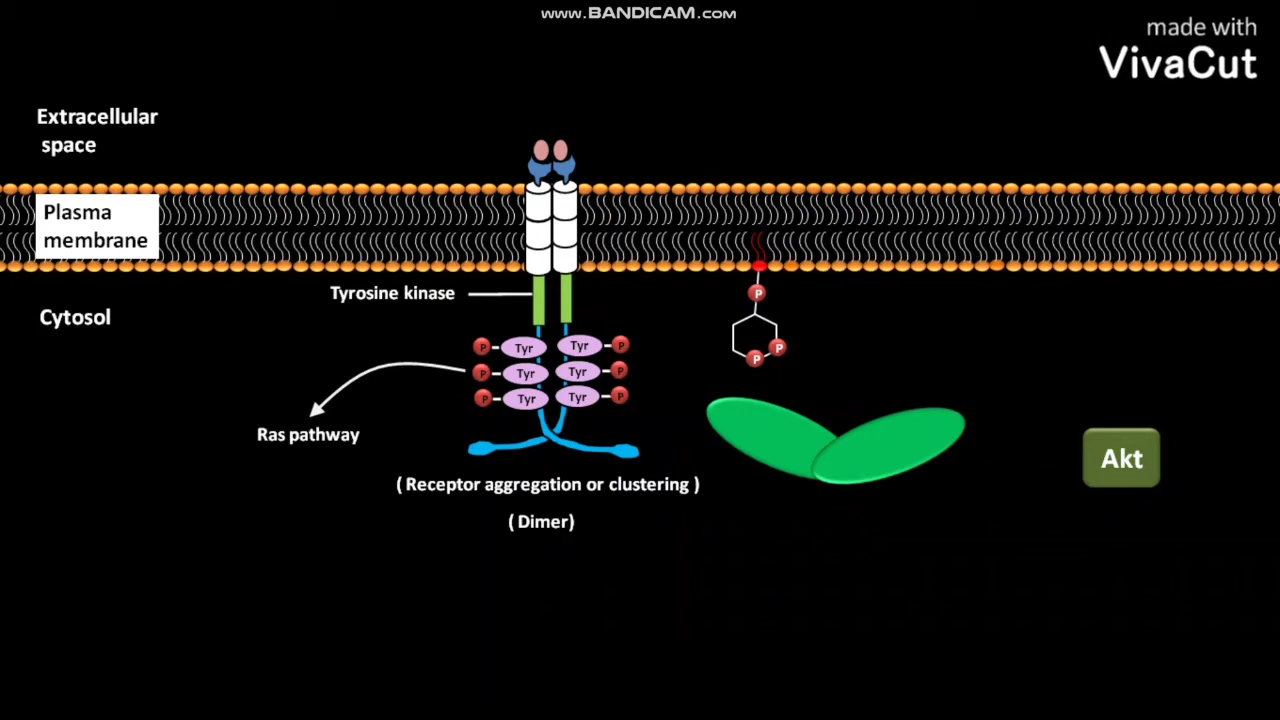 www.BANDICAM.com
made with
VivaCut
Extracellular
space
Plasma
membrane
Tyrosine kinase
Cytosol
P
P Tyr Tyr P
P Tyr Tyr P
P P
P Tyr Tyr P
Ras pathway
Akt
( Receptor aggregation or clustering )
( Dimer)